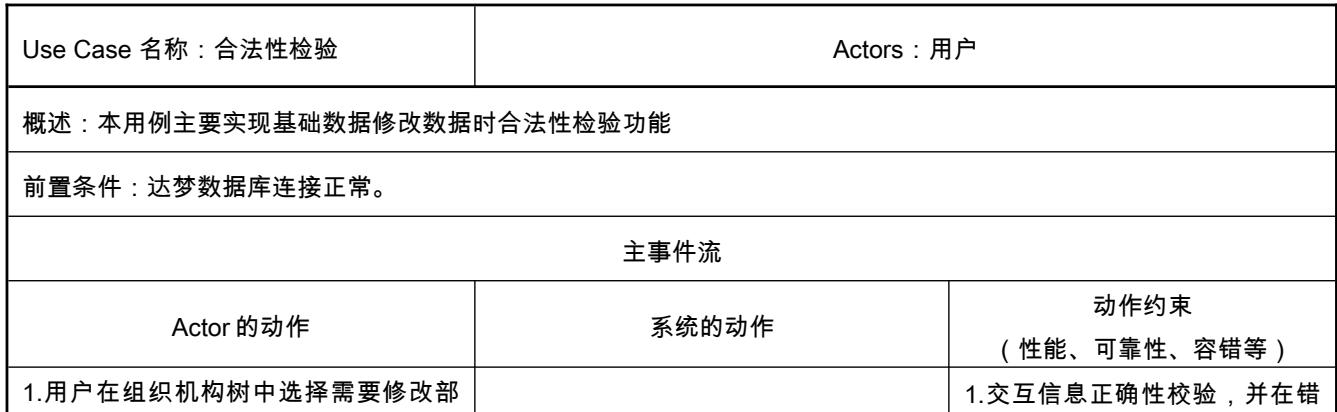 Use Case 名称：合法性检验
Actors：用户
概述：本用例主要实现基础数据修改数据时合法性检验功能
前置条件：达梦数据库连接正常。
主事件流
Actor 的动作
系统的动作
动作约束
（性能、可靠性、容错等）
1.用户在组织机构树中选择需要修改部
1.交互信息正确性校验，并在错